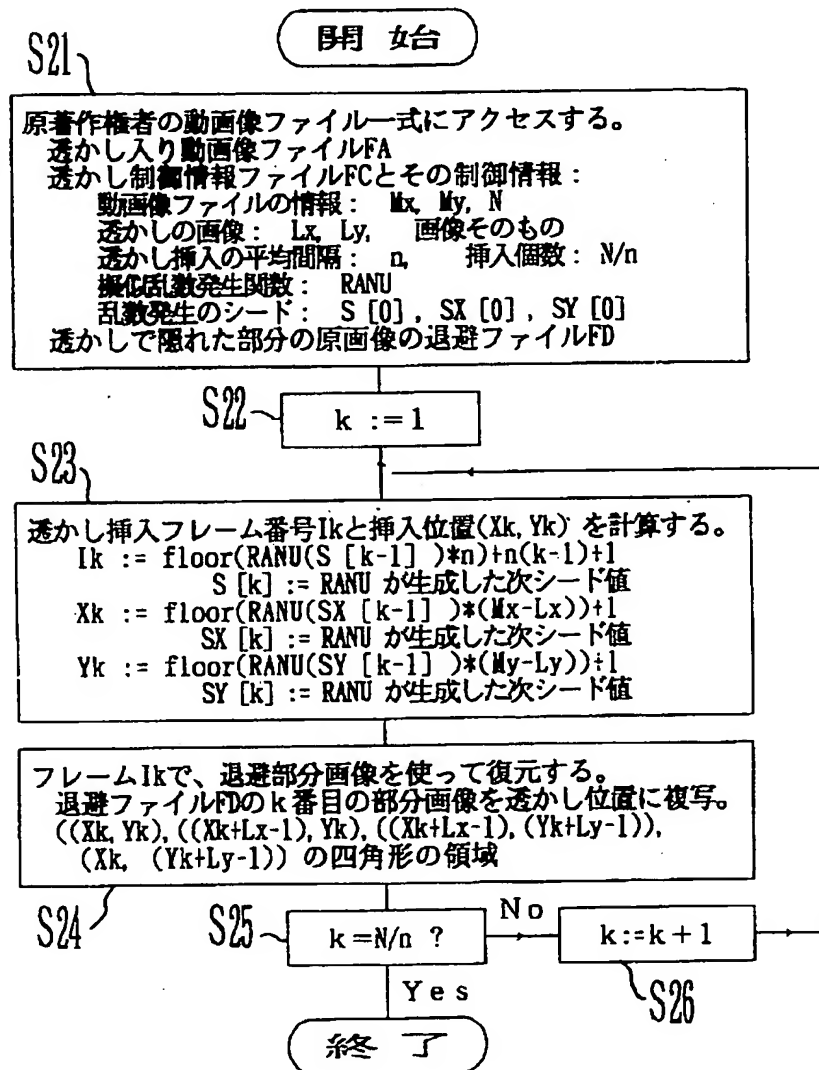 開 始
S21
原著作権者の動画像ファイル一式にアクセスする。
透かし入り動画像ファイルFA
透かし制御情報ファイルFCとその制御情報：
動画像ファイルの情報： Mx, My, N
透かしの画像： Lx, Ly, 画像そのもの
透かし挿入の平均間隔： n, 挿入個数： N/n
擬似乱数発生関数： RANU
乱数発生のシード： S [0] , SX [0] , SY [0]
透かしで隠れた部分の原画像の退避ファイルFD
S22
k :=1
S23
透かし挿入フレーム番号Ikと挿入位置(Xk, Yk) を計算する。
Ik := floor(RANU(S [k-1] )*n)+n(k-1)+1
S [k] := RANU が生成した次シード値
Xk := floor(RANU(SX [k-1] )*(Mx-Lx))+1
SX [k] := RANU が生成した次シード値
Yk := floor(RANU(SY [k-1] )*(My-Ly))+1
SY [k] := RANU が生成した次シード値
フレームIkで、退避部分画像を使って復元する。
退避ファイルFDのk番目の部分画像を透かし位置に複写。
((Xk, Yk), ((Xk+Lx-1), Yk), ((Xk+Lx-1), (Yk+Ly-1)),
(Xk, (Yk+Ly-1)) の四角形の領域
S24
S25
k=N/n ?
No
k:=k+1
S26
Yes
終 了